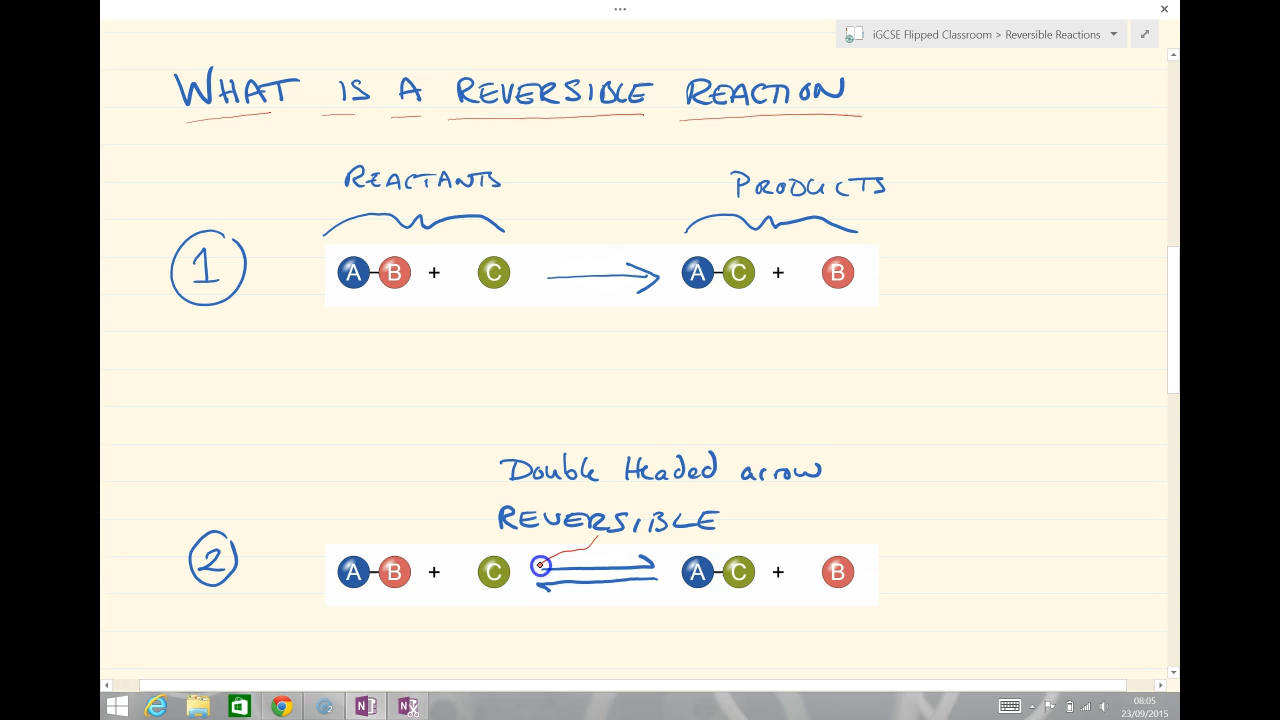 iGCSE Flipped Classroom > Reversible Reactions
WHAT IS A REVERSIBLE REACTION
REACTANTS PRODUCTS
1
A B + C A C + B
Double Headed arrow
REVERSIBLE
2
A B + C A C + B
08:05
23/09/2015